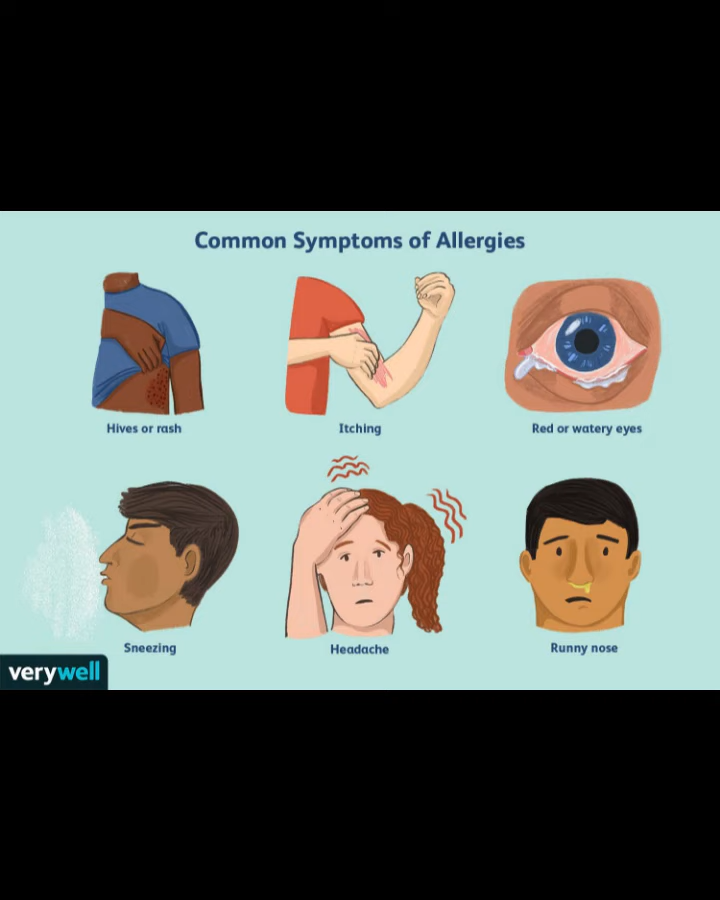 Common Symptoms of Allergies
Hives or rash
Itching
Red or watery eyes
Sneezing
Headache
Runny nose
verywell